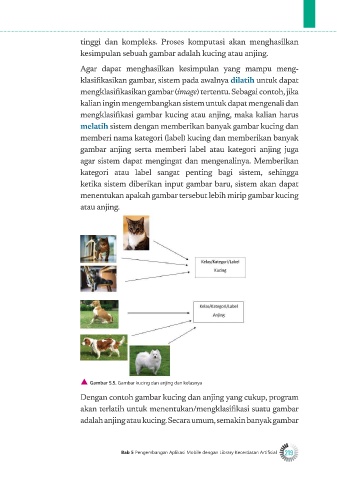 tinggi dan kompleks. Proses komputasi akan menghasilkan
kesimpulan sebuah gambar adalah kucing atau anjing.
Agar dapat menghasilkan kesimpulan yang mampu meng-
klasifikasikan gambar, sistem pada awalnya dilatih untuk dapat
mengklasifikasikan gambar (image) tertentu. Sebagai contoh, jika
kalian ingin mengembangkan sistem untuk dapat mengenali dan
mengklasifikasi gambar kucing atau anjing, maka kalian harus
melatih sistem dengan memberikan banyak gambar kucing dan
memberi nama kategori (label) kucing dan memberikan banyak
gambar anjing serta memberi label atau kategori anjing juga
agar sistem dapat mengingat dan mengenalinya. Memberikan
kategori atau label sangat penting bagi sistem, sehingga
ketika sistem diberikan input gambar baru, sistem akan dapat
menentukan apakah gambar tersebut lebih mirip gambar kucing
atau anjing.
Kelas/Kategori/Label
Kucing
Kelas/Kategori/Label
Anjing
Gambar 5.5. Gambar kucing dan anjing dan kelasnya
Dengan contoh gambar kucing dan anjing yang cukup, program
akan terlatih untuk menentukan/mengklasifikasi suatu gambar
adalah anjing atau kucing. Secara umum, semakin banyak gambar
Bab 5 Pengembangan Aplikasi Mobile dengan Library Kecerdasan Artifisial